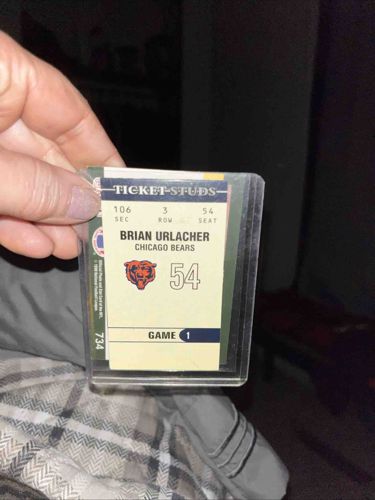 TICKET STUDS
106 3 54
SEC ROW SEAT
BRIAN URLACHER
CHICAGO BEARS
54
GAME 1
734